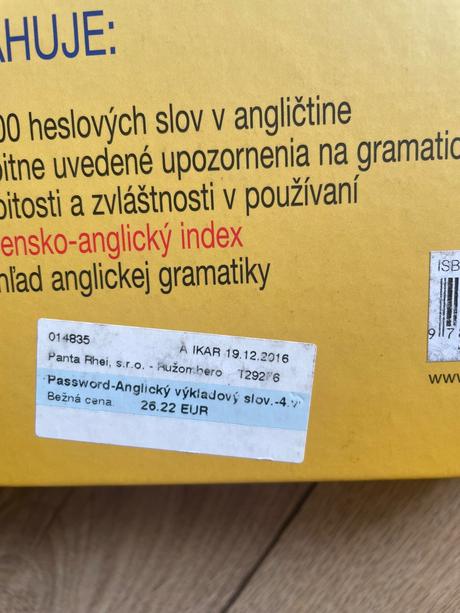 AHUJE:
00 heslových slov v angličtine
bitne uvedené upozornenia na gramatic
bitosti a zvláštnosti v používaní
ensko-anglický index
hľad anglickej gramatiky
ISB
9 78
www
014835 A IKAR 19.12.2016
Panta Rhei, s.r.o. - Ružombero
Password-Anglický výkladový slov.-4.v
Bežná cena: 26.22 EUR